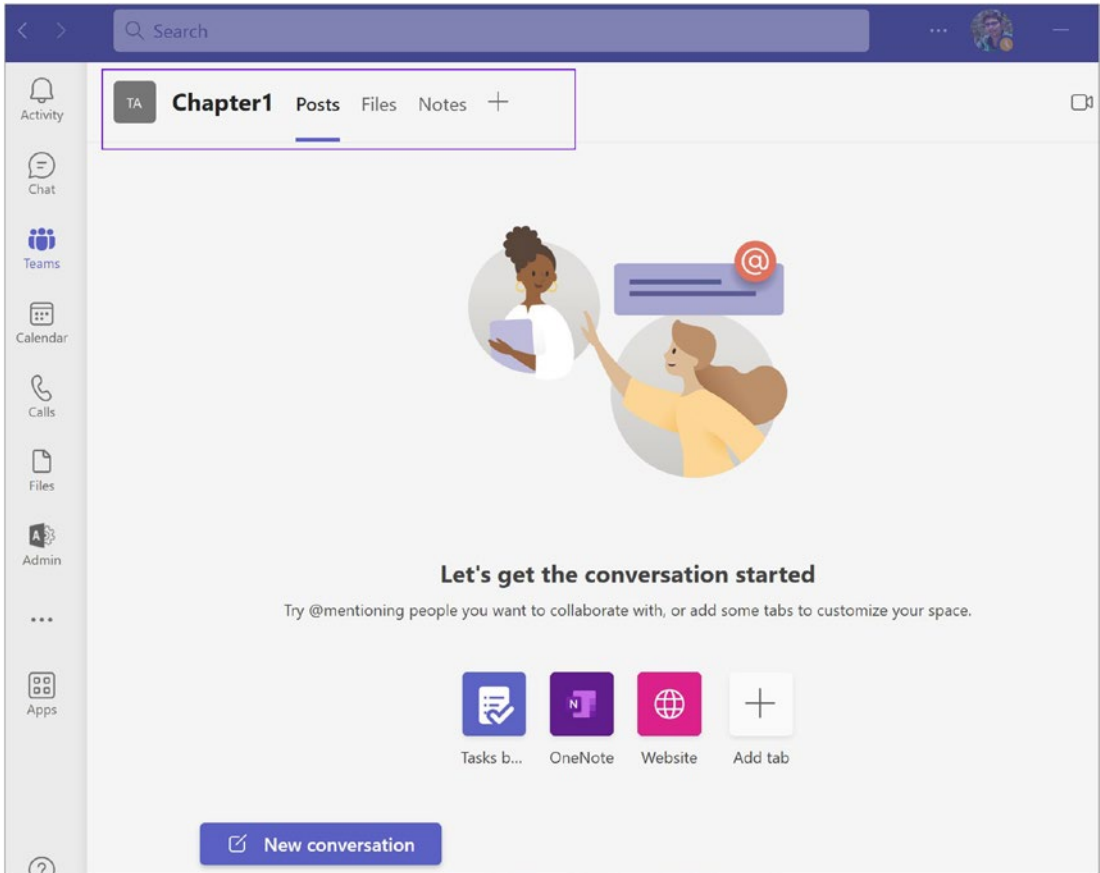 Search
Activity
Chat
Teams
Calendar
Calls
Files
Admin
Apps
TA Chapter1 Posts Files Notes
Let's get the conversation started
Try @mentioning people you want to collaborate with, or add some tabs to customize your space.
Tasks b... OneNote Website Add tab
New conversation